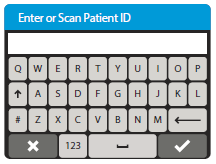 Enter or Scan Patient ID
Q W E R T Y U I O P
A S D F G H J K L
# Z X C V B N M
123